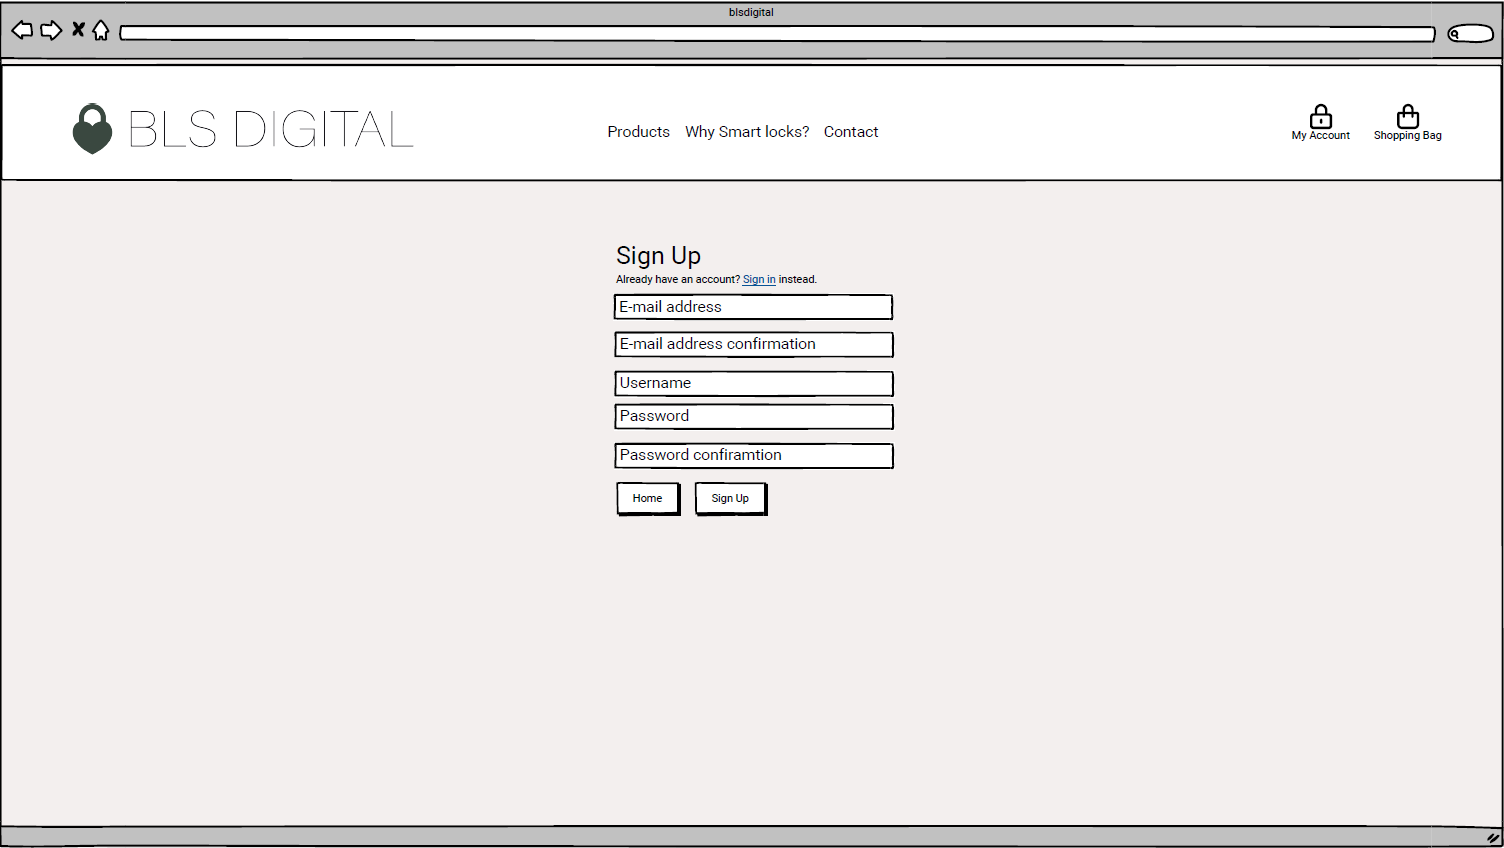 blsdigital
BLS DIGITAL
Products Why Smart locks? Contact
My Account Shopping Bag
Sign Up
Already have an account? Sign in instead.
E-mail address
E-mail address confirmation
Username
Password
Password confiramtion
Home Sign Up